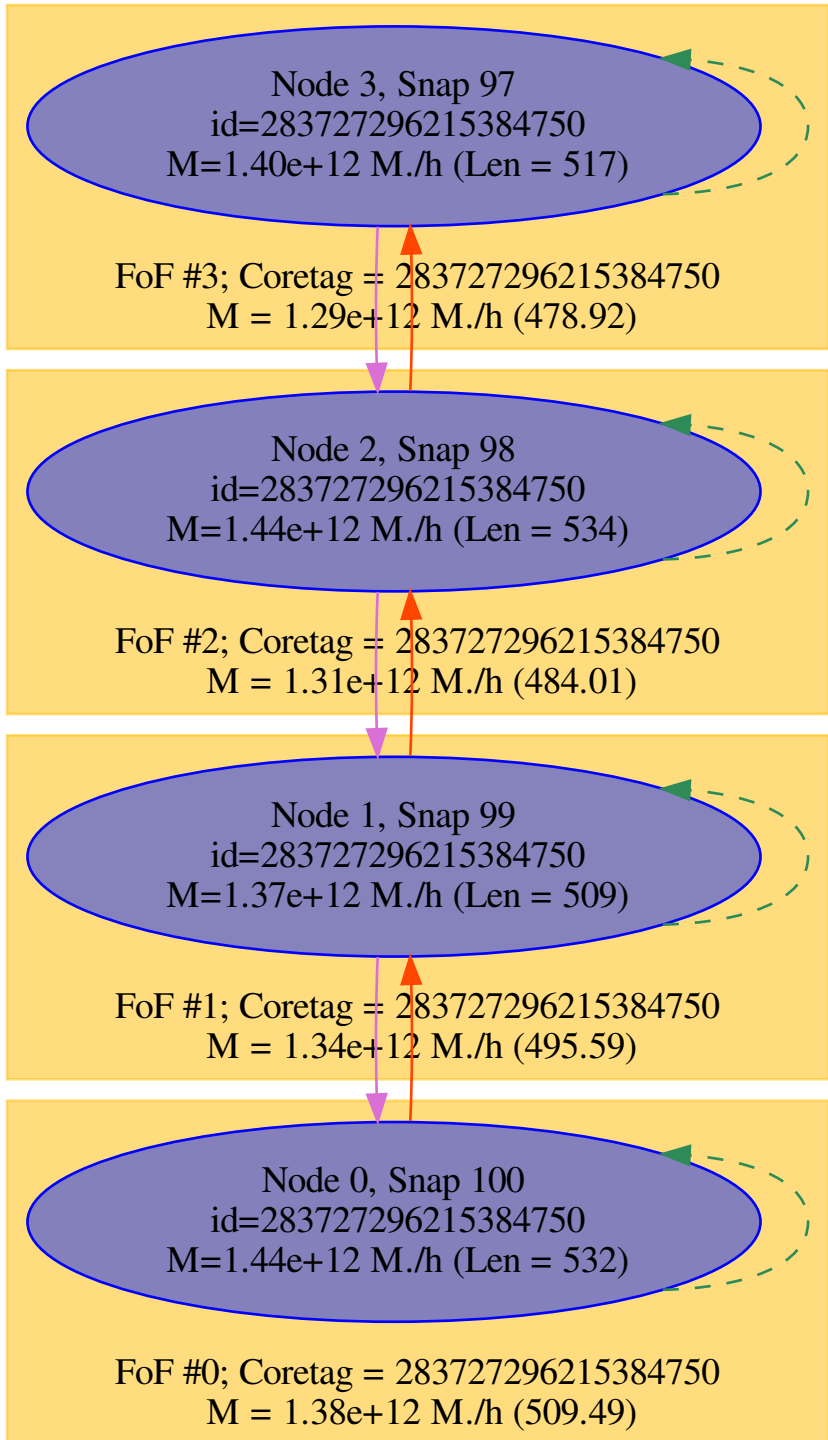 Node 3, Snap 97
id=283727296215384750
M=1.40e+12 M./h (Len = 517)
FoF #3; Coretag = 283727296215384750
M = 1.29e+12 M./h (478.92)
Node 2, Snap 98
id=283727296215384750
M=1.44e+12 M./h (Len = 534)
FoF #2; Coretag = 283727296215384750
M = 1.31e+12 M./h (484.01)
Node 1, Snap 99
id=283727296215384750
M=1.37e+12 M./h (Len = 509)
FoF #1; Coretag = 283727296215384750
M = 1.34e+12 M./h (495.59)
Node 0, Snap 100
id=283727296215384750
M=1.44e+12 M./h (Len = 532)
FoF #0; Coretag = 283727296215384750
M = 1.38e+12 M./h (509.49)